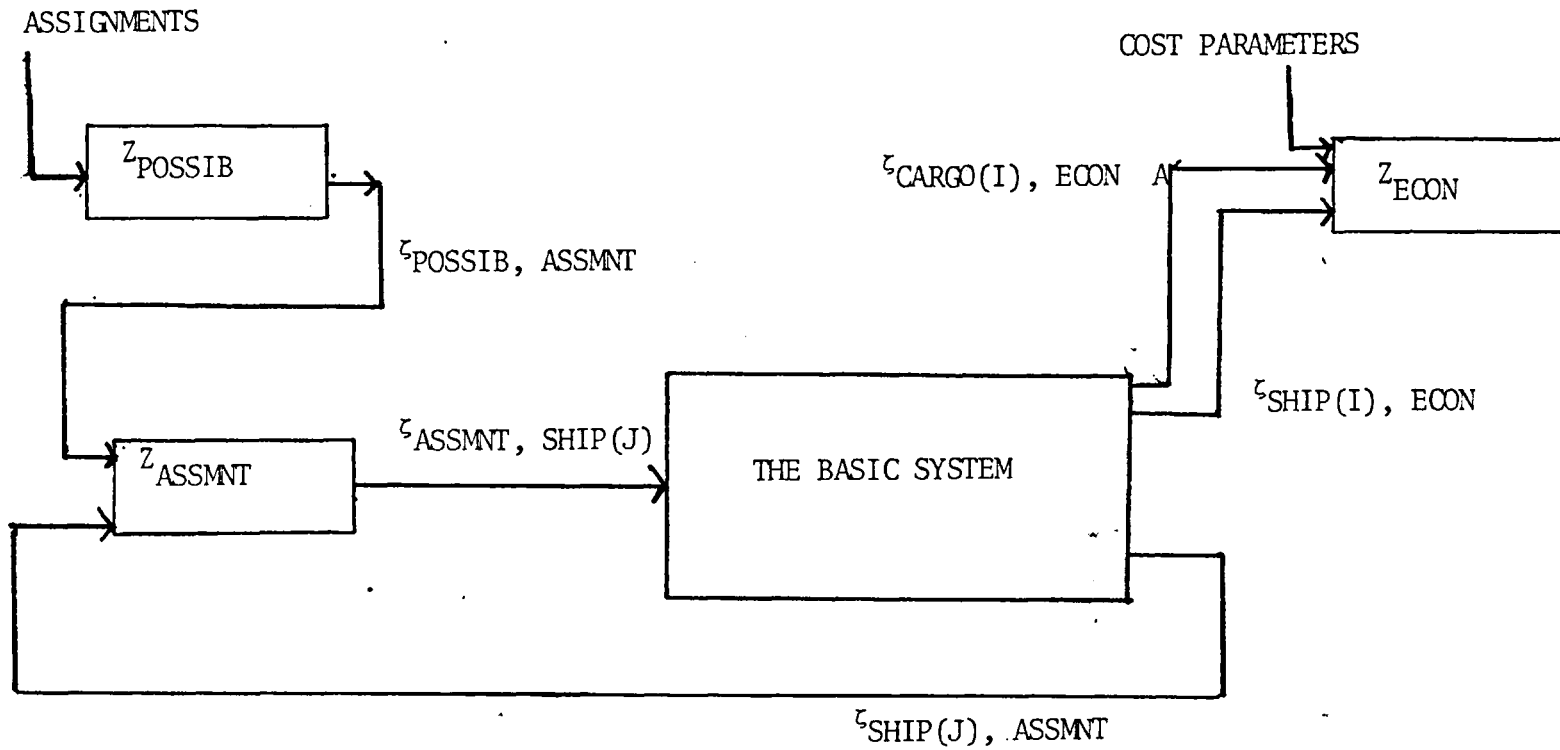 ASSIGNMENTS
COST PARAMETERS
Z_POSSIB
ζ_CARGO(I), ECON A
Z_ECON
ζ_POSSIB, ASSMNT
ζ_SHIP(I), ECON
ζ_ASSMNT, SHIP(J)
Z_ASSMNT
THE BASIC SYSTEM
ζ_SHIP(J), ASSMNT